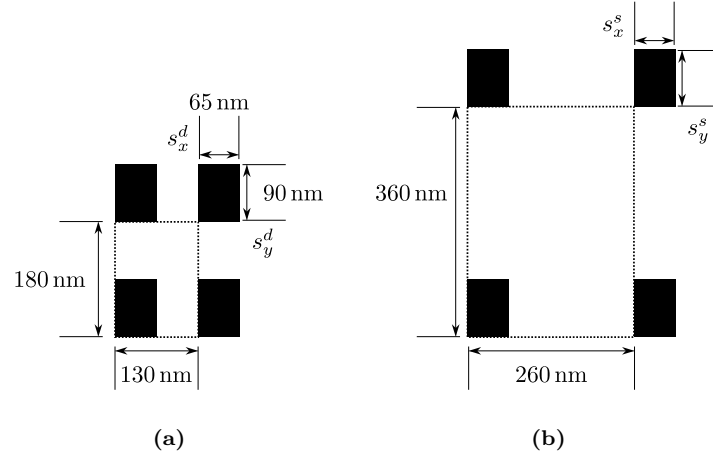 65 nm
s_x^d
90 nm
s_y^d
180 nm
130 nm
(a)
s_x^s
s_y^s
360 nm
260 nm
(b)